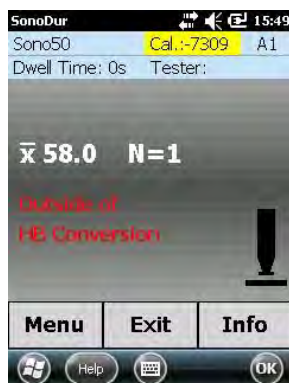 SonoDur 15:49
Sono50 Cal.:-7309 A1
Dwell Time: 0s Tester:
x̅ 58.0 N=1
Outside of
HB Conversion
Menu Exit Info
Help OK